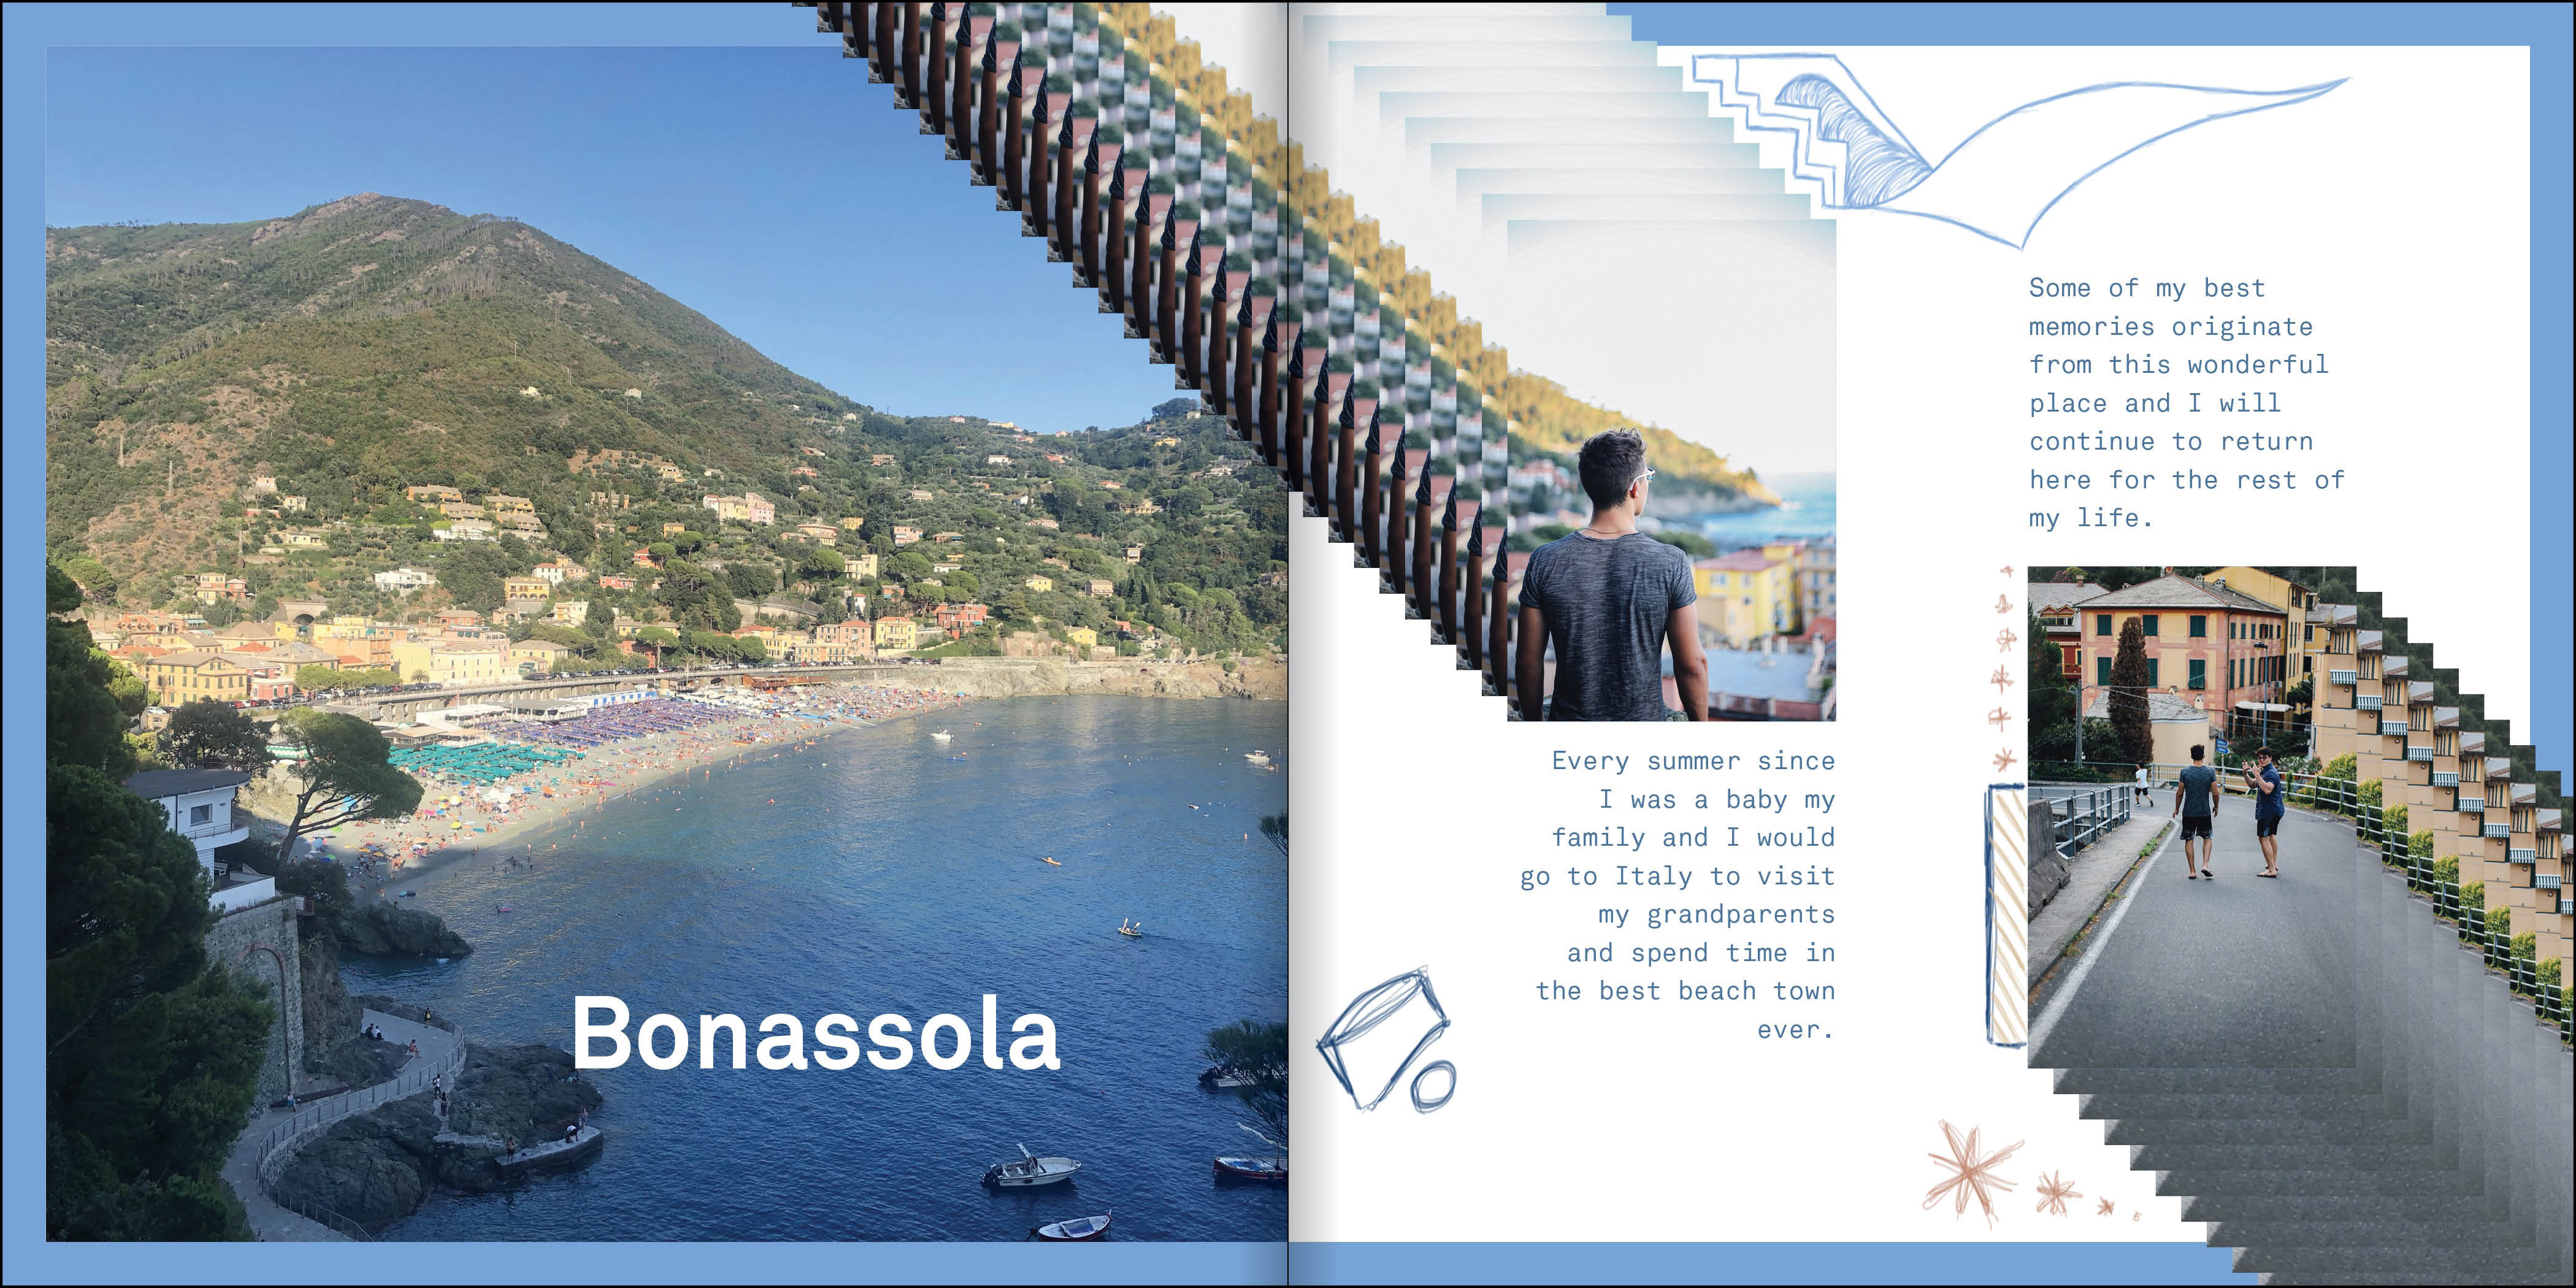 Bonassola
Every summer since
I was a baby my
family and I would
go to Italy to visit
my grandparents
and spend time in
the best beach town
ever.
Some of my best
memories originate
from this wonderful
place and I will
continue to return
here for the rest of
my life.